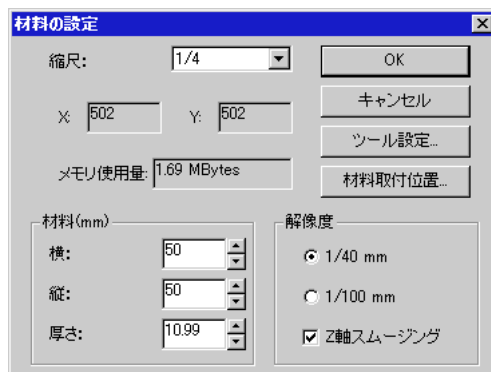 材料の設定
縮尺: 1/4
OK
X: 502 Y: 502
キャンセル
ツール設定...
メモリ使用量: 1.69 MBytes
材料取付位置...
材料(mm)
横: 50
縦: 50
厚さ: 10.99
解像度
1/40 mm
1/100 mm
Z軸スムージング